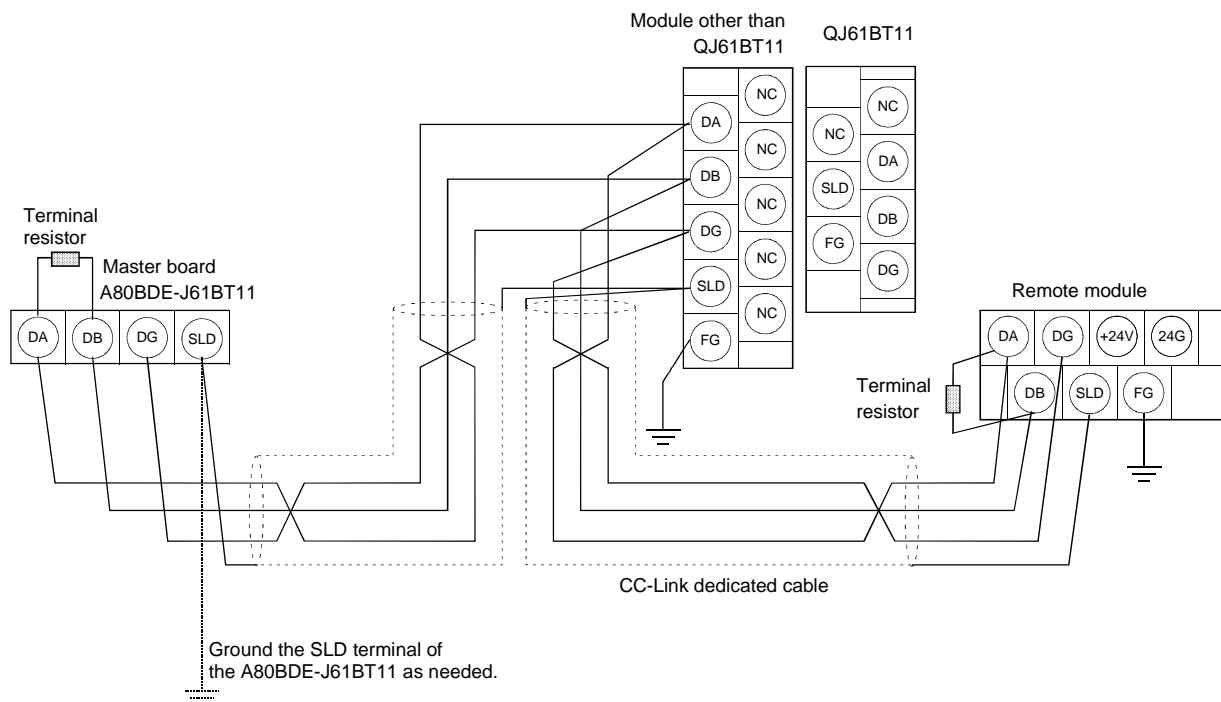 Module other than
QJ61BT11
QJ61BT11
NC
DA
NC
DB
NC
DG
NC
SLD
NC
FG
NC
NC
DA
SLD
DB
FG
DG
Terminal
resistor
Master board
A80BDE-J61BT11
DA DB DG SLD
Remote module
DA DG +24V 24G
DB SLD FG
Terminal
resistor
CC-Link dedicated cable
Ground the SLD terminal of
the A80BDE-J61BT11 as needed.